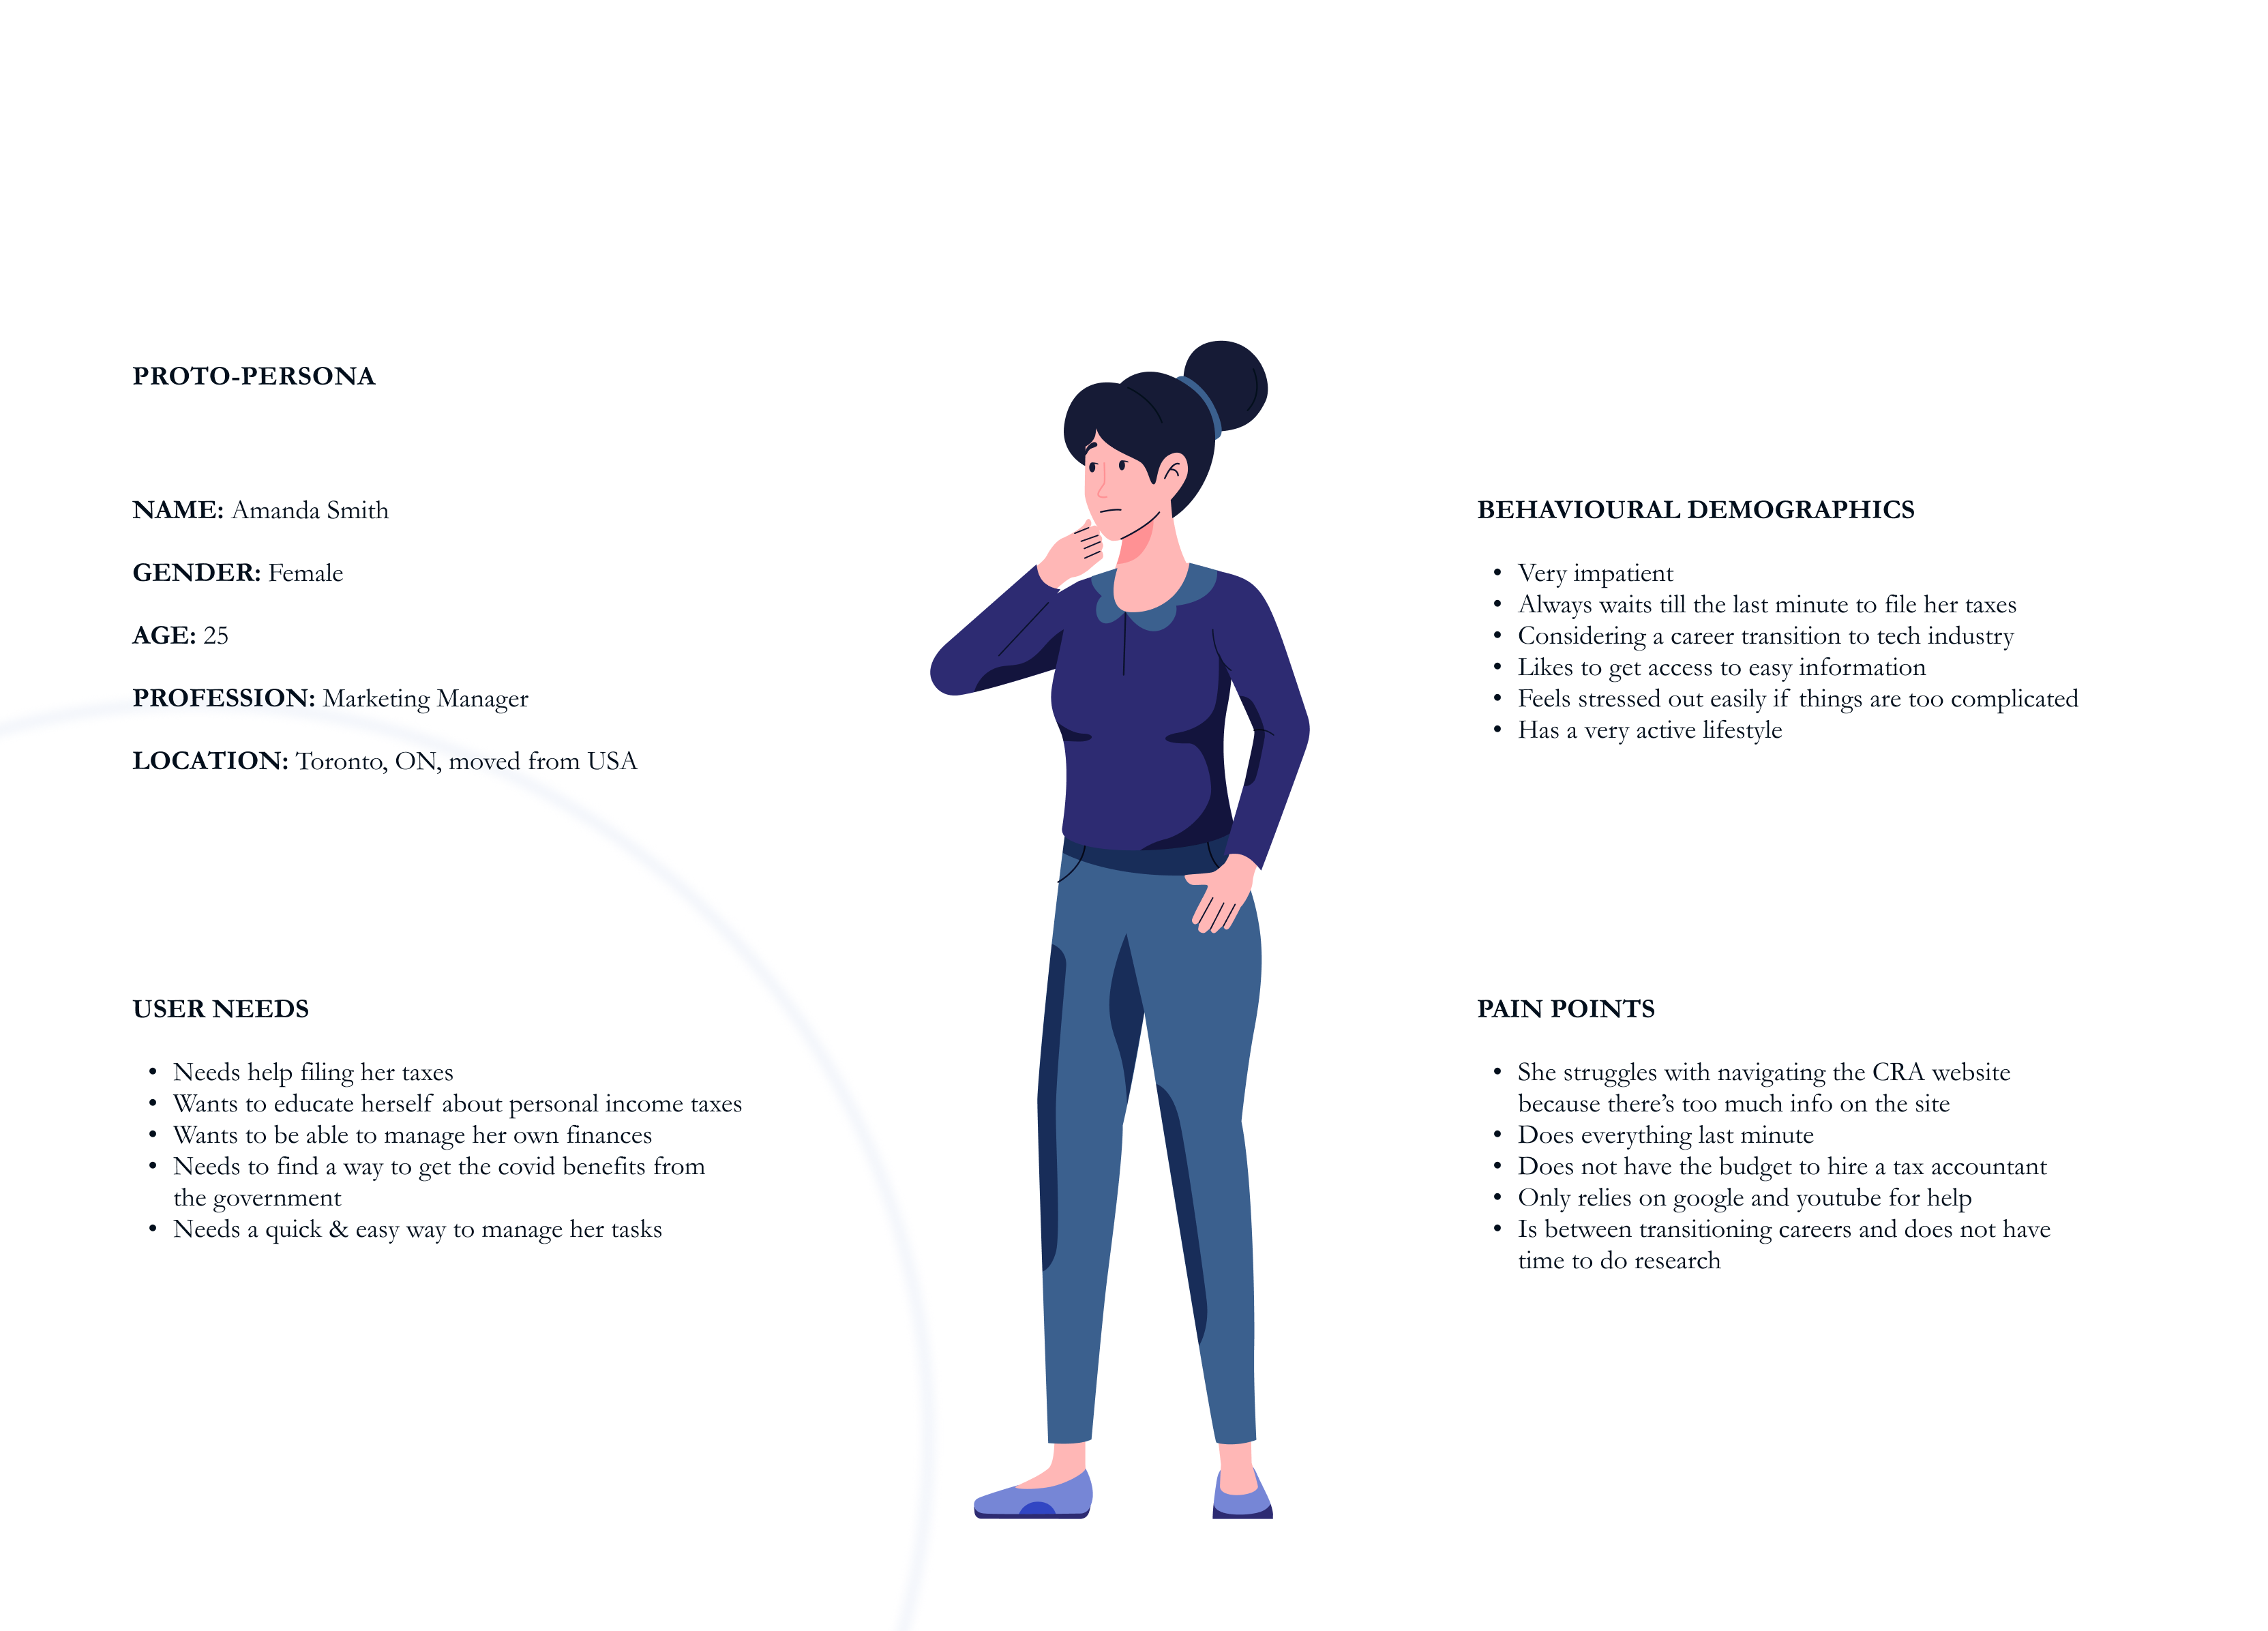 PROTO-PERSONA
NAME: Amanda Smith
GENDER: Female
AGE: 25
PROFESSION: Marketing Manager
LOCATION: Toronto, ON, moved from USA
BEHAVIOURAL DEMOGRAPHICS
• Very impatient
• Always waits till the last minute to file her taxes
• Considering a career transition to tech industry
• Likes to get access to easy information
• Feels stressed out easily if things are too complicated
• Has a very active lifestyle
USER NEEDS
• Needs help filing her taxes
• Wants to educate herself about personal income taxes
• Wants to be able to manage her own finances
• Needs to find a way to get the covid benefits from
the government
• Needs a quick & easy way to manage her tasks
PAIN POINTS
• She struggles with navigating the CRA website
because there's too much info on the site
• Does everything last minute
• Does not have the budget to hire a tax accountant
• Only relies on google and youtube for help
• Is between transitioning careers and does not have
time to do research